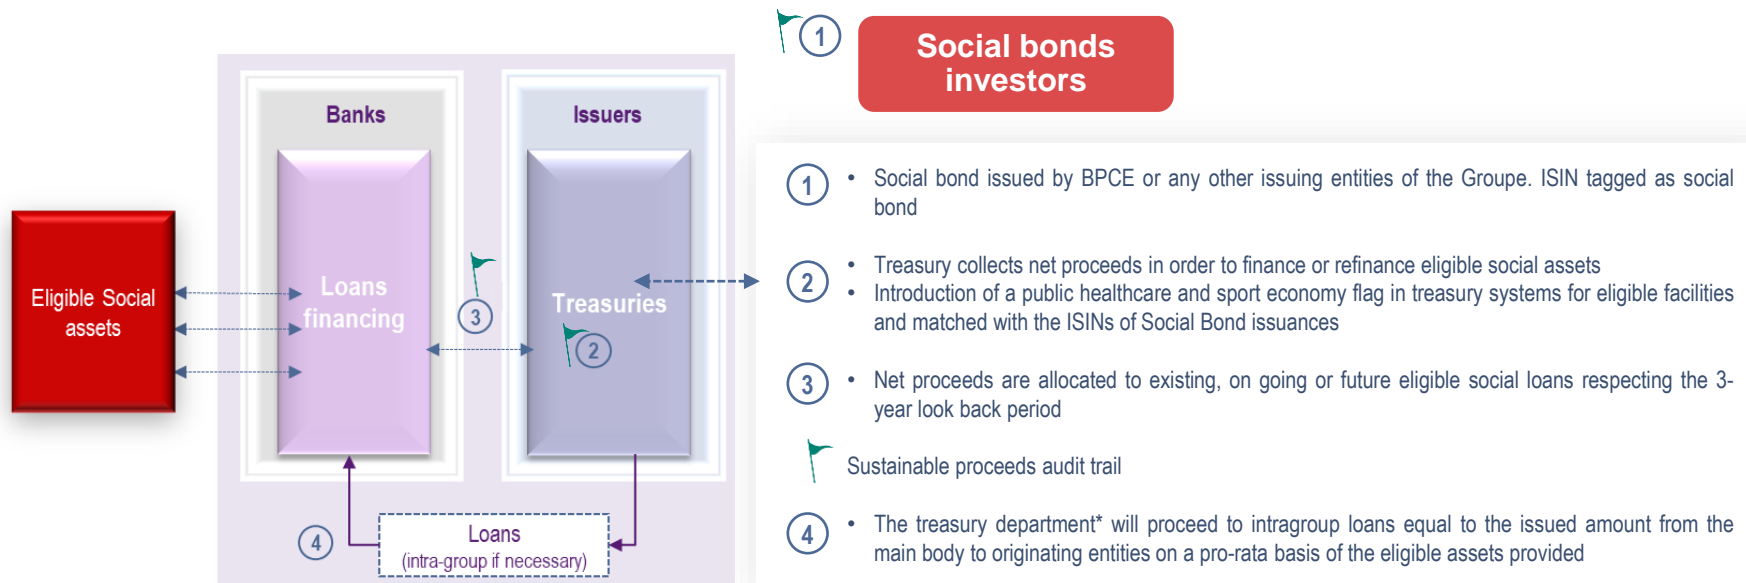 1
Social bonds
investors
Banks
Issuers
Eligible Social
assets
Loans
financing
3
Treasuries
2
4
Loans
(intra-group if necessary)
1
• Social bond issued by BPCE or any other issuing entities of the Groupe. ISIN tagged as social
bond
2
• Treasury collects net proceeds in order to finance or refinance eligible social assets
• Introduction of a public healthcare and sport economy flag in treasury systems for eligible facilities
and matched with the ISINs of Social Bond issuances
3
• Net proceeds are allocated to existing, on going or future eligible social loans respecting the 3-
year look back period
Sustainable proceeds audit trail
4
• The treasury department* will proceed to intragroup loans equal to the issued amount from the
main body to originating entities on a pro-rata basis of the eligible assets provided